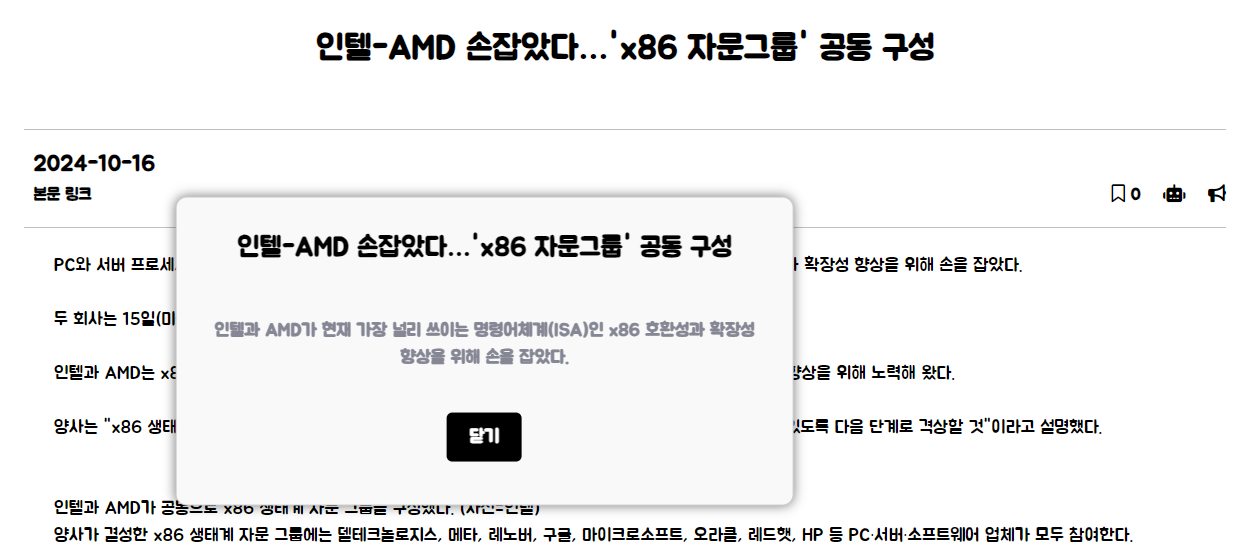 인텔-AMD 손잡았다...'x86 자문그룹' 공동 구성
2024-10-16
본문 링크
0
인텔-AMD 손잡았다...'x86 자문그룹' 공동 구성
인텔과 AMD가 현재 가장 널리 쓰이는 명령어체계(ISA)인 x86 호환성과 확장성
향상을 위해 손을 잡았다.
닫기
PC와 서버 프로세 확장성 향상을 위해 손을 잡았다.
두 회사는 15일(미
인텔과 AMD는 향상을 위해 노력해 왔다.
양사는 "x86 생태 있도록 다음 단계로 격상할 것"이라고 설명했다.
인텔과 AMD가 공동으로 x86 생태계 자문 그룹을 구성했다. (사진=인텔)
양사가 결성한 x86 생태계 자문 그룹에는 델테크놀로지스, 메타, 레노버, 구글, 마이크로소프트, 오라클, 레드햇, HP 등 PC·서버·소프트웨어 업체가 모두 참여한다.